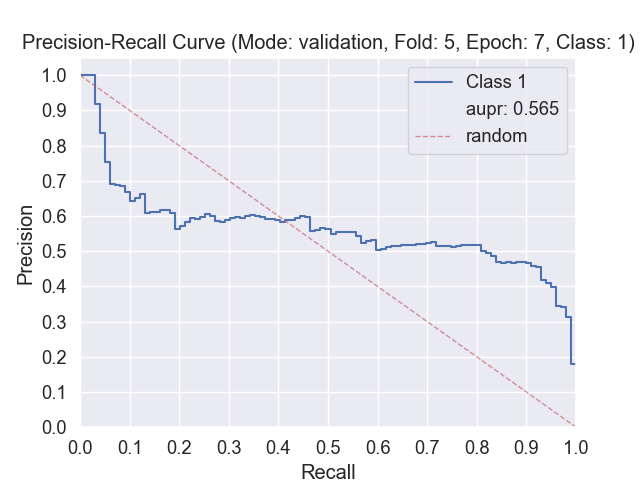 Precision-Recall Curve (Mode: validation, Fold: 5, Epoch: 7, Class: 1)
1.0
0.9
0.8
0.7
0.6
0.5
0.4
0.3
0.2
0.1
0.0
Precision
Class 1
aupr: 0.565
random
0.0 0.1 0.2 0.3 0.4 0.5 0.6 0.7 0.8 0.9 1.0
Recall